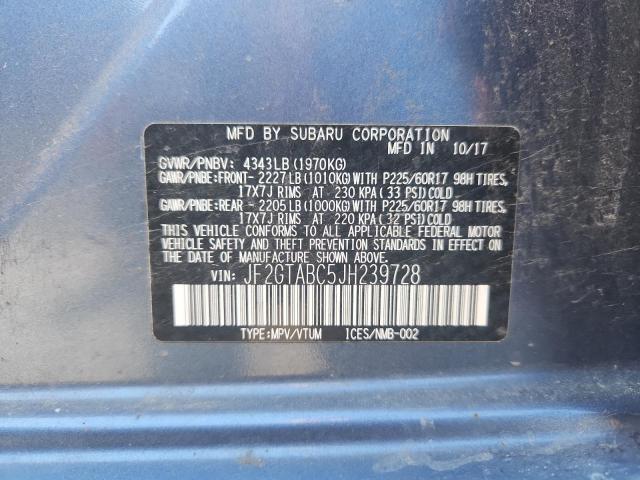 MFD BY SUBARU CORPORATION
MFD IN 10/17
GVWR/PNBV: 4343LB (1970KG)
GAWR/PNBE:FRONT- 2227LB (1010KG)WITH P225/60R17 98H TIRES,
17X7J RIMS AT 230 KPA ( 33 PSI) COLD
GAWR/PNBE:REAR - 2205LB (1000KG)WITH P225/60R17 98H TIRES,
17X7J RIMS AT 220 KPA ( 32 PSI) COLD
THIS VEHICLE CONFORMS TO ALL APPLICABLE FEDERAL MOTOR
VEHICLE SAFETY AND THEFT PREVENTION STANDARDS IN EFFECT
ON THE DATE OF MANUFACTURE SHOWN ABOVE.
VIN: JF2GTABC5JH239728
TYPE:MPV/VTUM ICES/NMB-002